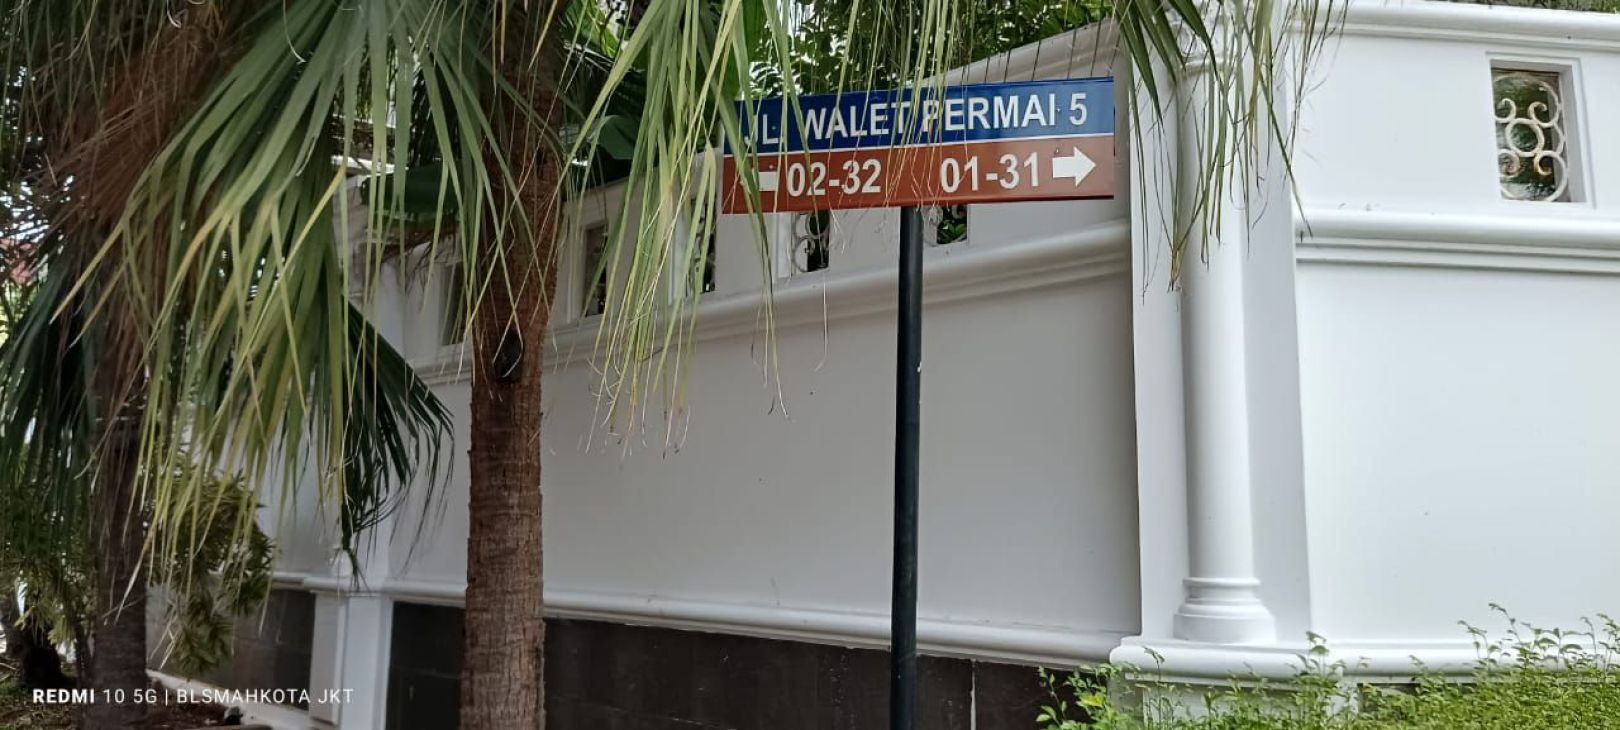 JL. WALET PERMAI 5
02-32 01-31
REDMI 10 5G | BLSMAHKOTA JKT